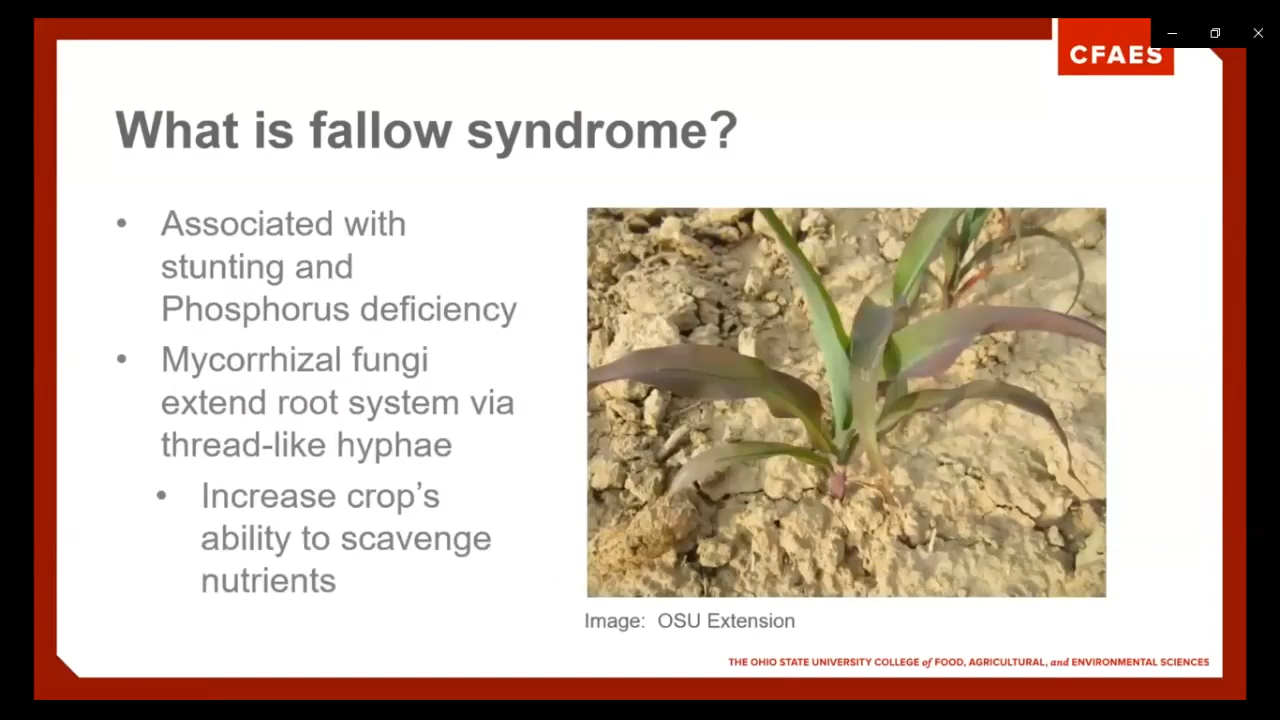 CFAES
What is fallow syndrome?
• Associated with
stunting and
Phosphorus deficiency
• Mycorrhizal fungi
extend root system via
thread-like hyphae
• Increase crop’s
ability to scavenge
nutrients
Image: OSU Extension
THE OHIO STATE UNIVERSITY COLLEGE of FOOD, AGRICULTURAL, and ENVIRONMENTAL SCIENCES